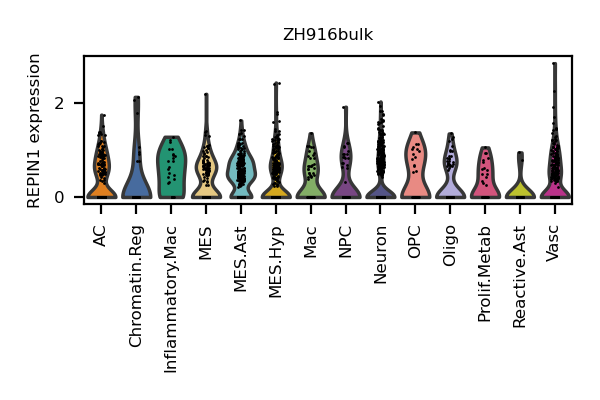 ZH916bulk
REPIN1 expression
2
0
AC
Chromatin.Reg
Inflammatory.Mac
MES
MES.Ast
MES.Hyp
Mac
NPC
Neuron
OPC
Oligo
Prolif.Metab
Reactive.Ast
Vasc